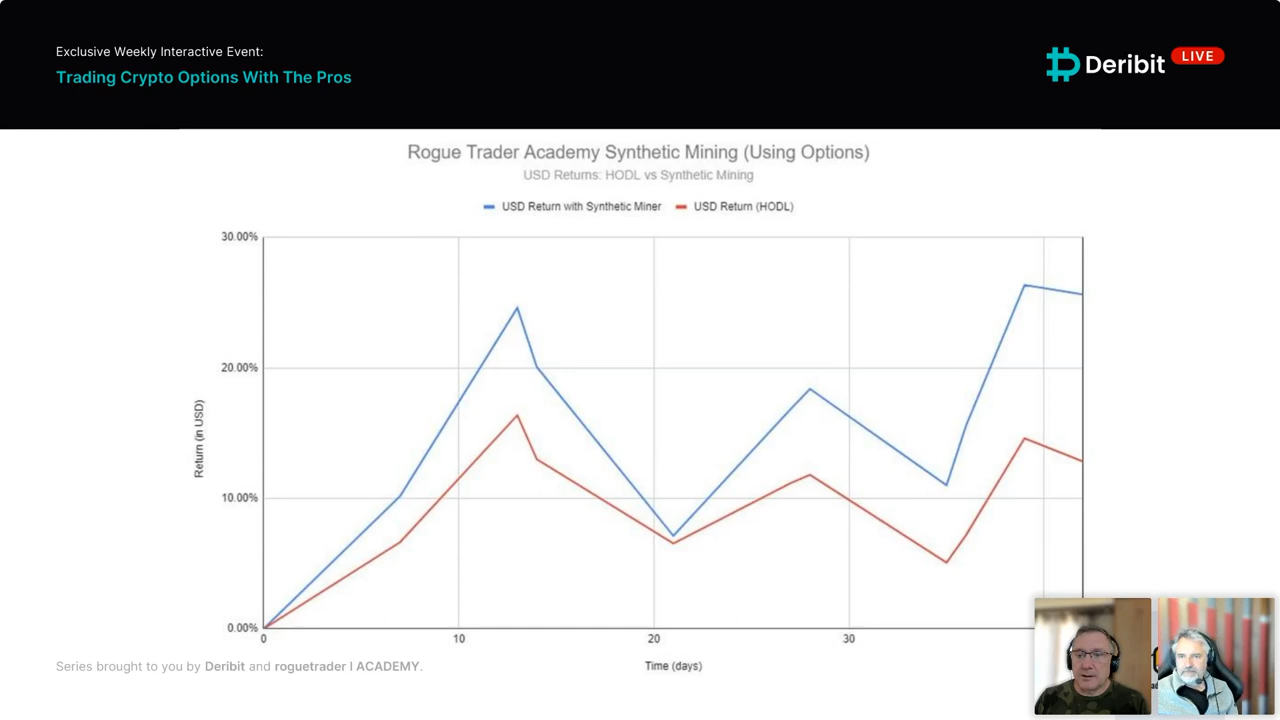 Exclusive Weekly Interactive Event:
Trading Crypto Options With The Pros
Deribit LIVE
Rogue Trader Academy Synthetic Mining (Using Options)
USD Returns: HODL vs Synthetic Mining
USD Return with Synthetic Miner USD Return (HODL)
30.00%
20.00%
10.00%
0.00%
Return (in USD)
0 10 20 30
Time (days)
Series brought to you by Deribit and roguetrader | ACADEMY.